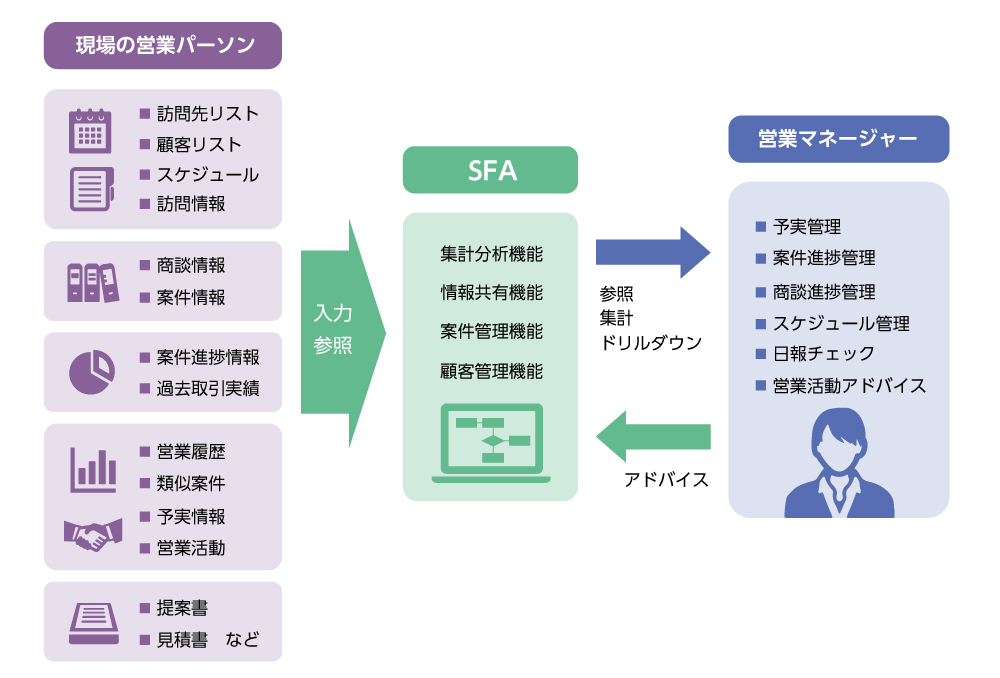 現場の営業パーソン
訪問先リスト
顧客リスト
スケジュール
訪問情報
商談情報
案件情報
案件進捗情報
過去取引実績
営業履歴
類似案件
予実情報
営業活動
提案書
見積書　など
入力
参照
SFA
集計分析機能
情報共有機能
案件管理機能
顧客管理機能
参照
集計
ドリルダウン
アドバイス
営業マネージャー
予実管理
案件進捗管理
商談進捗管理
スケジュール管理
日報チェック
営業活動アドバイス